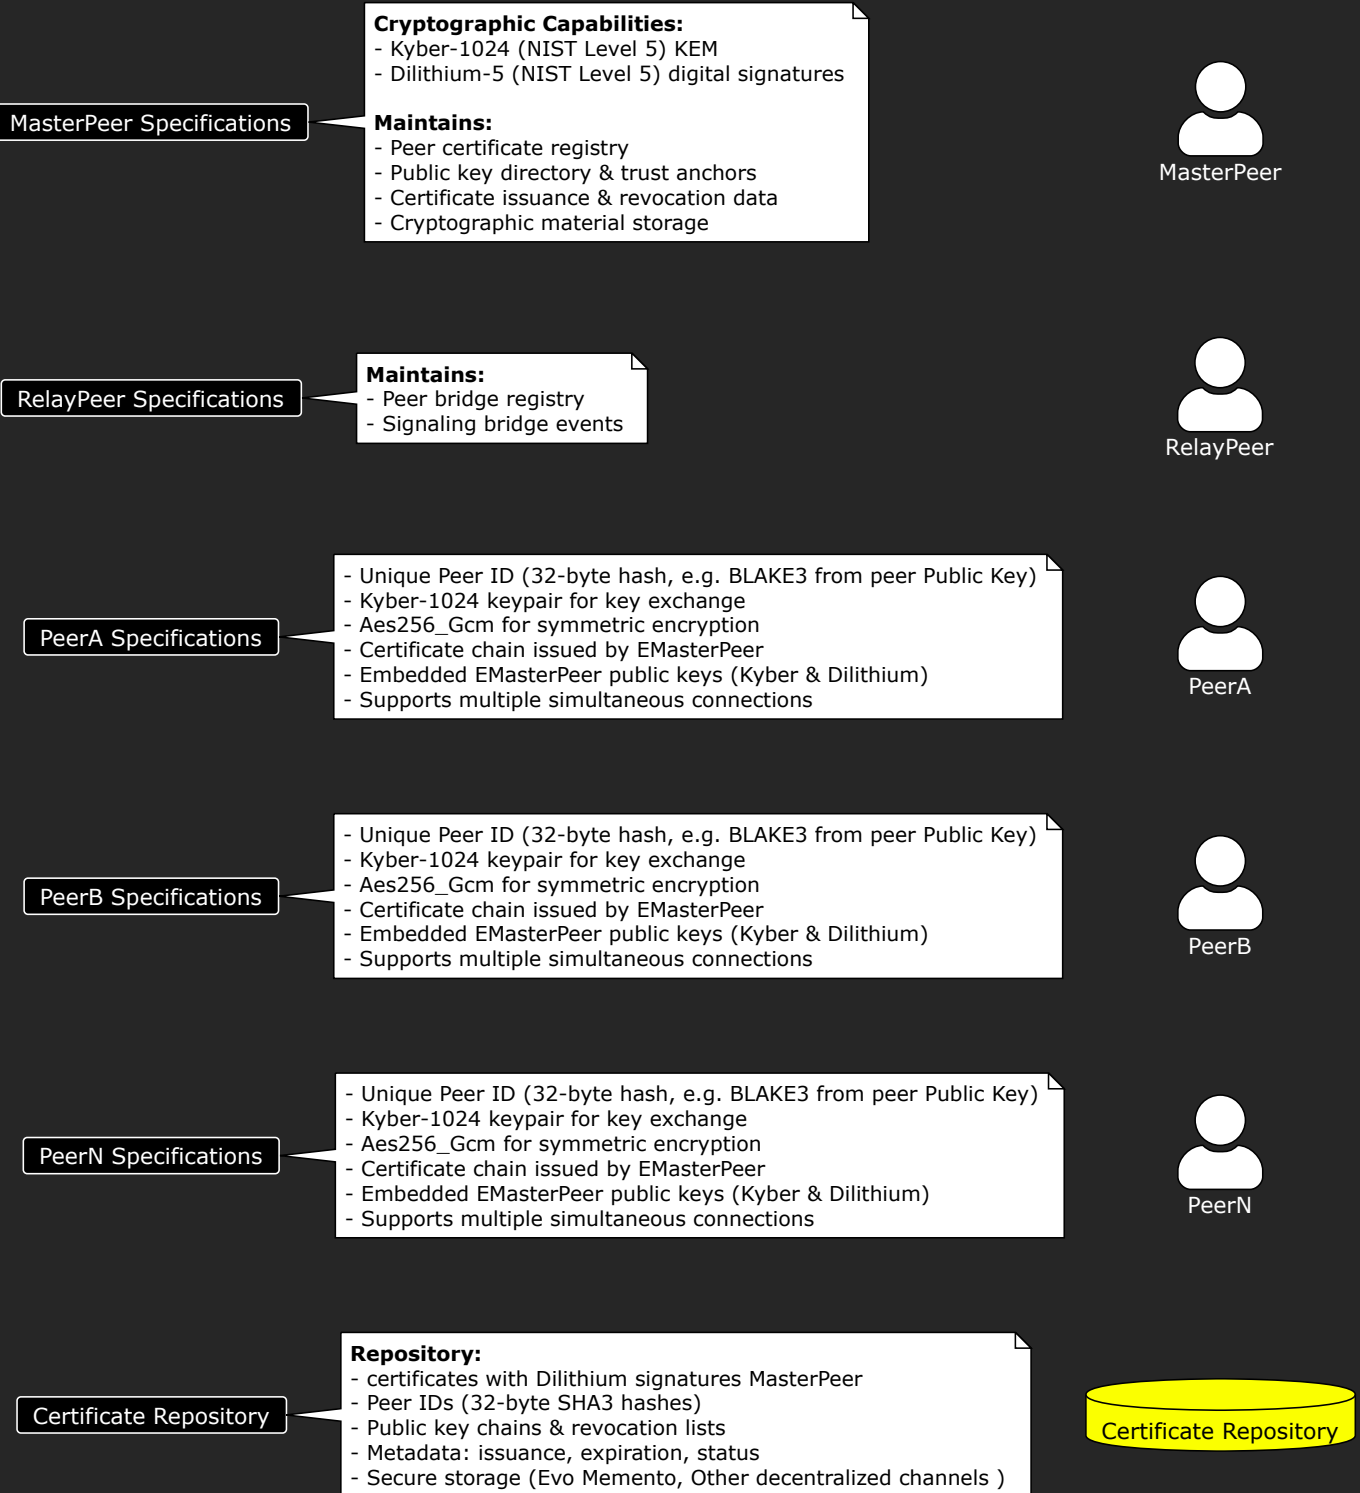 Cryptographic Capabilities:
- Kyber-1024 (NIST Level 5) KEM
- Dilithium-5 (NIST Level 5) digital signatures
MasterPeer Specifications
Maintains:
- Peer certificate registry
- Public key directory & trust anchors
- Certificate issuance & revocation data
- Cryptographic material storage
MasterPeer
RelayPeer Specifications
Maintains:
- Peer bridge registry
- Signaling bridge events
RelayPeer
PeerA Specifications
- Unique Peer ID (32-byte hash, e.g. BLAKE3 from peer Public Key)
- Kyber-1024 keypair for key exchange
- Aes256_Gcm for symmetric encryption
- Certificate chain issued by EMasterPeer
- Embedded EMasterPeer public keys (Kyber & Dilithium)
- Supports multiple simultaneous connections
PeerA
PeerB Specifications
- Unique Peer ID (32-byte hash, e.g. BLAKE3 from peer Public Key)
- Kyber-1024 keypair for key exchange
- Aes256_Gcm for symmetric encryption
- Certificate chain issued by EMasterPeer
- Embedded EMasterPeer public keys (Kyber & Dilithium)
- Supports multiple simultaneous connections
PeerB
PeerN Specifications
- Unique Peer ID (32-byte hash, e.g. BLAKE3 from peer Public Key)
- Kyber-1024 keypair for key exchange
- Aes256_Gcm for symmetric encryption
- Certificate chain issued by EMasterPeer
- Embedded EMasterPeer public keys (Kyber & Dilithium)
- Supports multiple simultaneous connections
PeerN
Certificate Repository
Repository:
- certificates with Dilithium signatures MasterPeer
- Peer IDs (32-byte SHA3 hashes)
- Public key chains & revocation lists
- Metadata: issuance, expiration, status
- Secure storage (Evo Memento, Other decentralized channels )
Certificate Repository